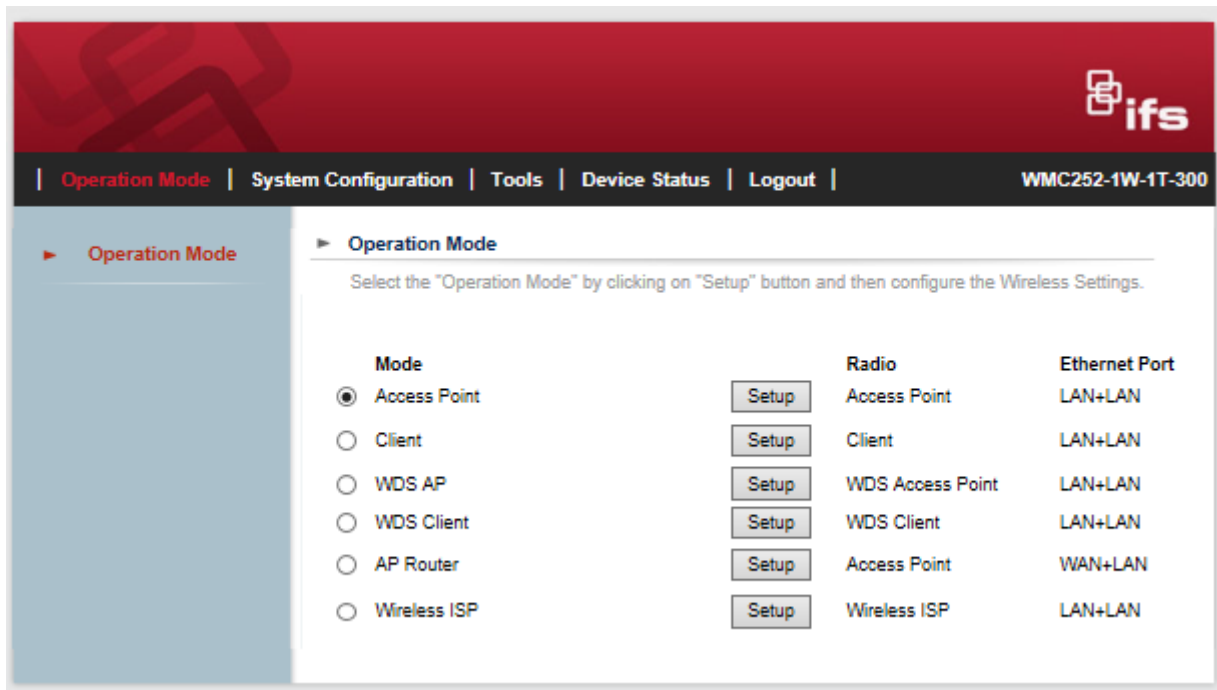 ifs
| Operation Mode | System Configuration | Tools | Device Status | Logout | WMC252-1W-1T-300
Operation Mode
Operation Mode
Select the "Operation Mode" by clicking on "Setup" button and then configure the Wireless Settings.
Mode Radio Ethernet Port
Access Point Setup Access Point LAN+LAN
Client Setup Client LAN+LAN
WDS AP Setup WDS Access Point LAN+LAN
WDS Client Setup WDS Client LAN+LAN
AP Router Setup Access Point WAN+LAN
Wireless ISP Setup Wireless ISP LAN+LAN